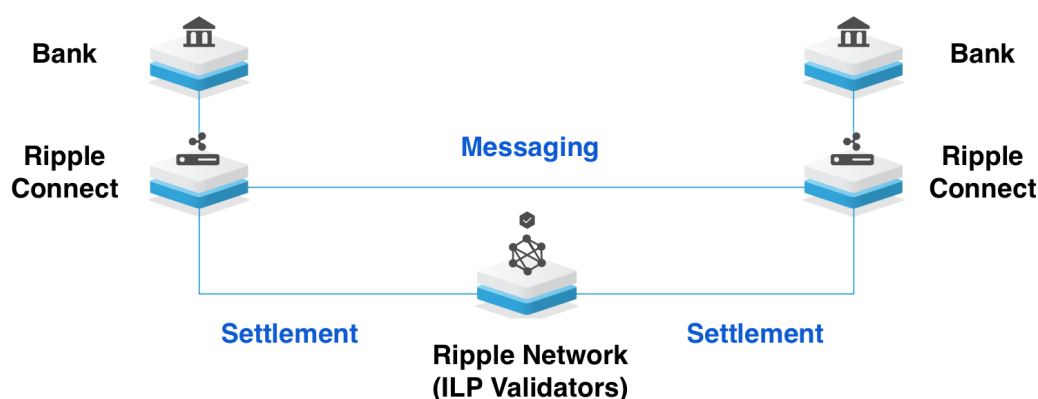 Bank
Bank
Ripple
Connect
Messaging
Ripple
Connect
Settlement
Settlement
Ripple Network
(ILP Validators)